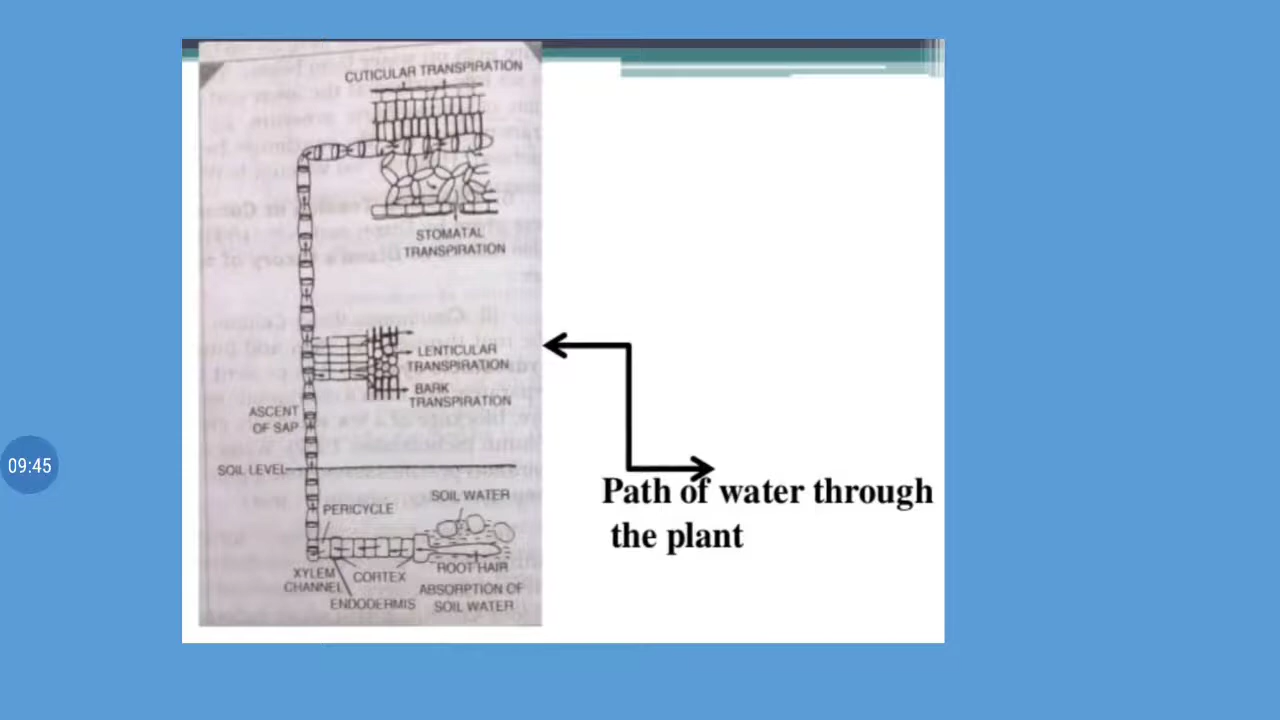 CUTICULAR TRANSPIRATION
STOMATAL
TRANSPIRATION
LENTICULAR
TRANSPIRATION
BARK
TRANSPIRATION
ASCENT
OF SAP
SOIL LEVEL
SOIL WATER
PERICYCLE
ROOT HAIR
XYLEM
CHANNEL
CORTEX
ENDODERMIS
ABSORPTION OF
SOIL WATER
09:45
Path of water through
the plant